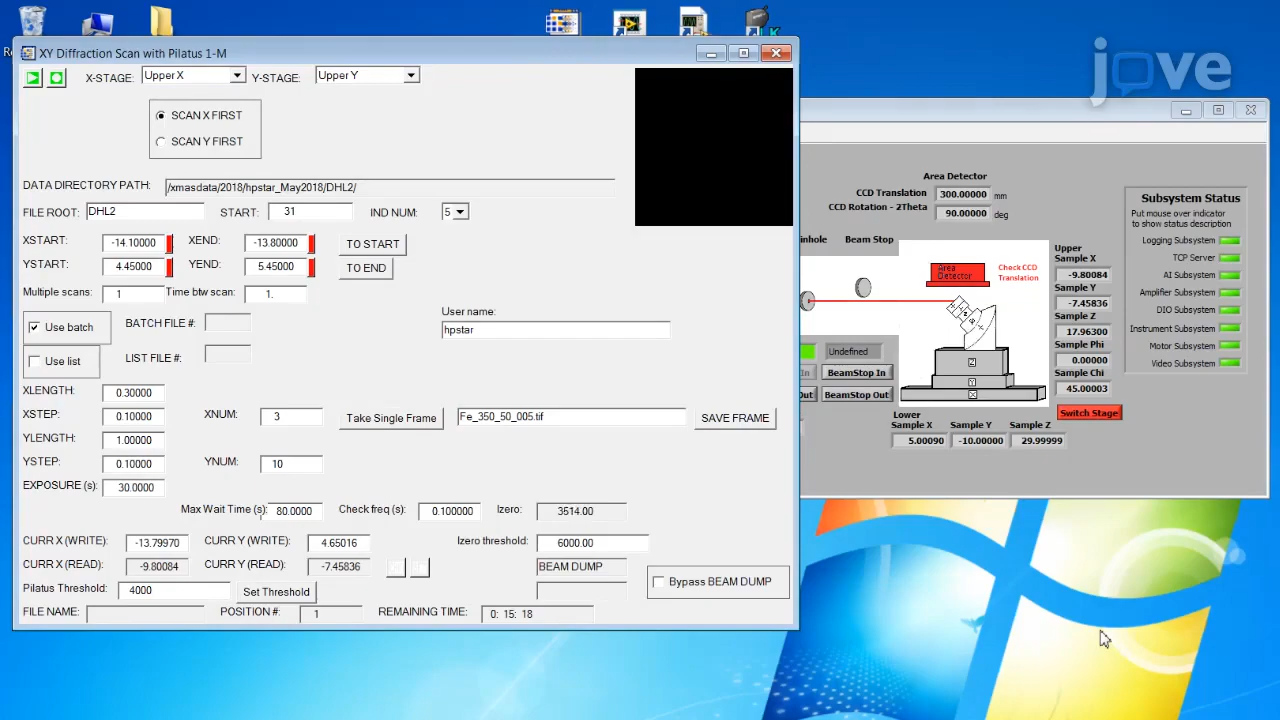 jove
XY Diffraction Scan with Pilatus 1-M
X-STAGE: Upper X Y-STAGE: Upper Y
SCAN X FIRST
SCAN Y FIRST
DATA DIRECTORY PATH: /xmasdata/2018/hpstar_May2018/DHL2/
FILE ROOT: DHL2 START: 31 IND NUM: 5
XSTART: -14.10000 XEND: -13.80000 TO START
YSTART: 4.45000 YEND: 5.45000 TO END
Multiple scans: 1 Time btw scan: 1.
User name:
hpstar
Use batch BATCH FILE #:
Use list LIST FILE #:
XLENGTH: 0.30000
XSTEP: 0.10000 XNUM: 3 Take Single Frame Fe_350_50_005.tif SAVE FRAME
YLENGTH: 1.00000
YSTEP: 0.10000 YNUM: 10
EXPOSURE (s): 30.0000
Max Wait Time (s): 80.0000 Check freq (s): 0.100000 Izero: 3514.00
CURR X (WRITE): -13.79970 CURR Y (WRITE): 4.65016 Izero threshold: 6000.00
CURR X (READ): -9.80084 CURR Y (READ): -7.45836 BEAM DUMP
Bypass BEAM DUMP
Pilatus Threshold: 4000 Set Threshold
FILE NAME: POSITION #: 1 REMAINING TIME: 0: 15: 18
Area Detector
CCD Translation 300.00000 mm
CCD Rotation - 2Theta 90.00000 deg
Beam Stop
Area
Detector
Check CCD
Translation
Z
Y
X
Undefined
In BeamStop In
Out BeamStop Out
Upper
Sample X
-9.80084
Sample Y
-7.45836
Sample Z
17.96300
Sample Phi
0.00000
Sample Chi
45.00003
Switch Stage
Lower
Sample X Sample Y Sample Z
5.00090 -10.00000 29.99999
Subsystem Status
Put mouse over indicator
to show status description
Logging Subsystem
TCP Server
AI Subsystem
Amplifier Subsystem
DIO Subsystem
Instrument Subsystem
Motor Subsystem
Video Subsystem